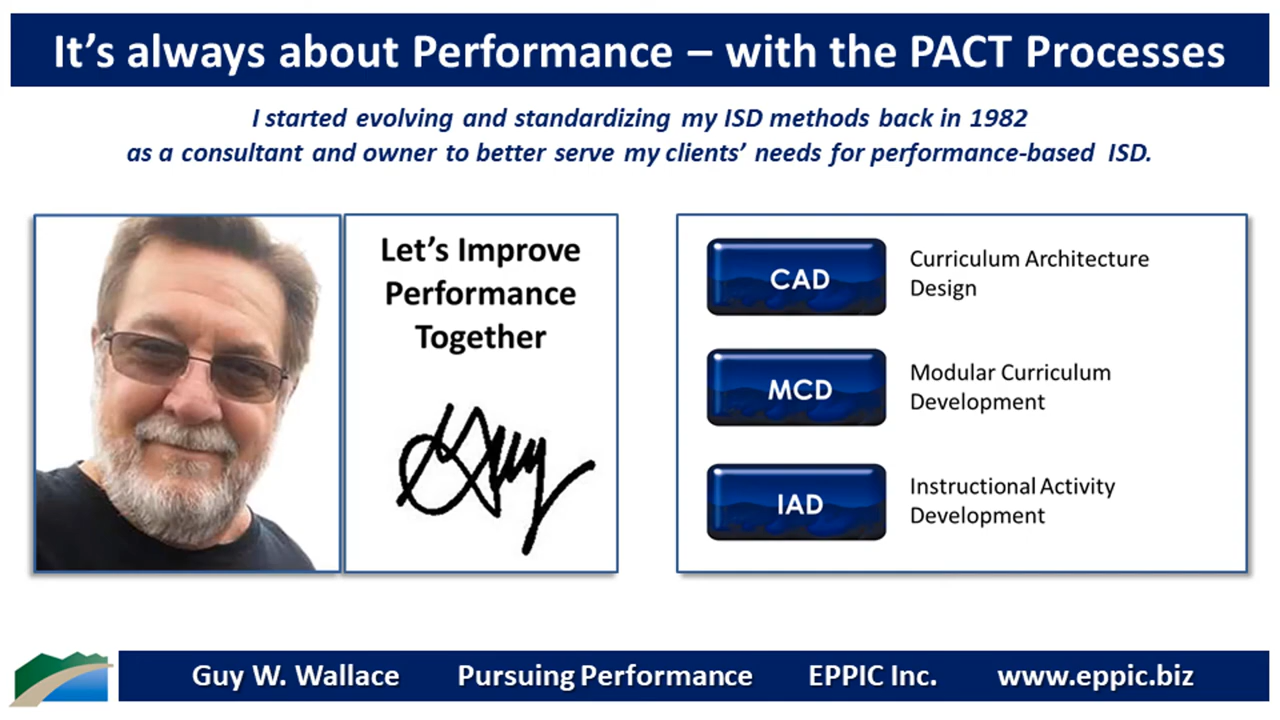 It's always about Performance – with the PACT Processes
I started evolving and standardizing my ISD methods back in 1982
as a consultant and owner to better serve my clients' needs for performance-based ISD.
Let's Improve
Performance
Together
Guy
CAD
Curriculum Architecture
Design
MCD
Modular Curriculum
Development
IAD
Instructional Activity
Development
Guy W. Wallace Pursuing Performance EPPIC Inc. www.eppic.biz